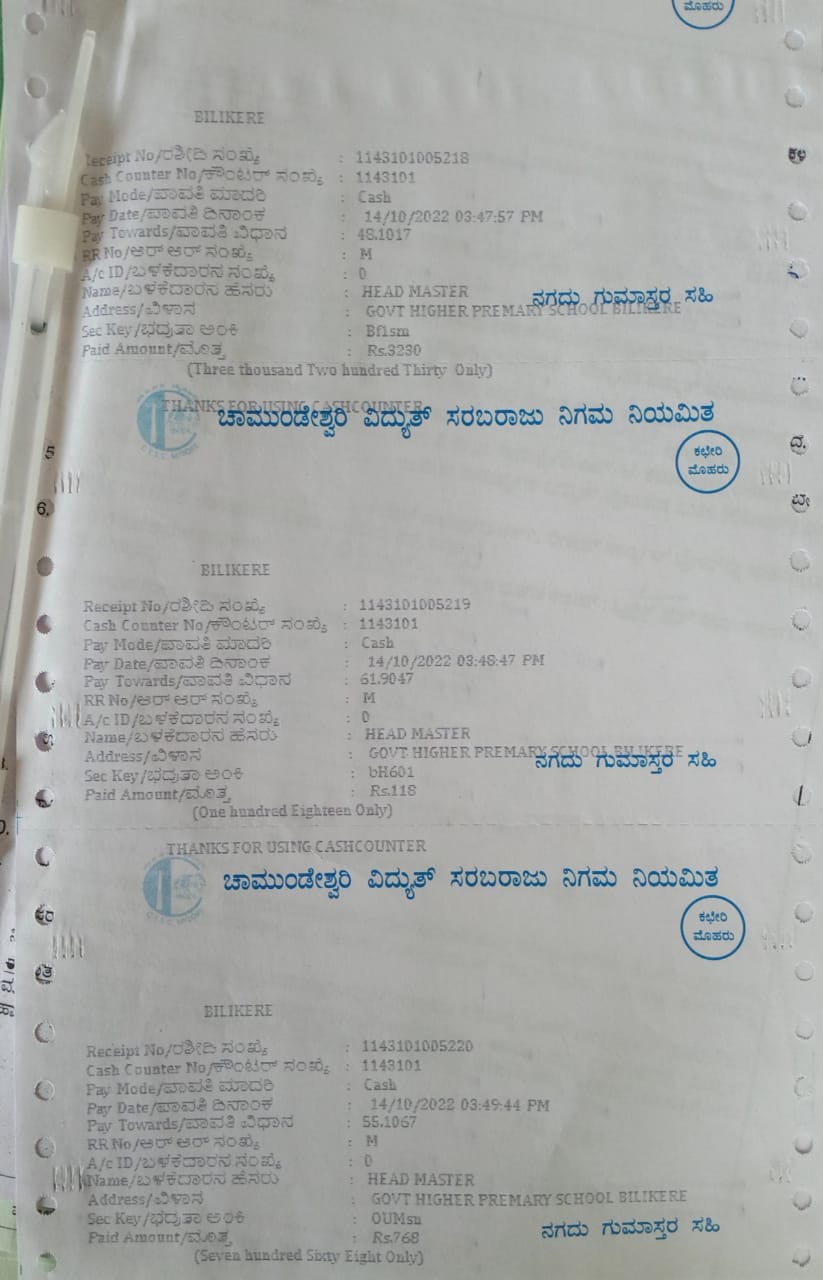 ಮೊಹರು
BILIKERE
Receipt No/ರಶೀದಿ ಸಂಖ್ಯೆ : 1143101005218
Cash Counter No/ಕೌಂಟರ್ ಸಂಖ್ಯೆ : 1143101
Pay Mode/ಪಾವತಿ ಮಾದರಿ : Cash
Pay Date/ಪಾವತಿ ದಿನಾಂಕ : 14/10/2022 03:47:57 PM
Pay Towards/ಪಾವತಿ ವಿಧಾನ : 48.1017
RR No/ಆರ್ ಆರ್ ಸಂಖ್ಯೆ : M
A/c ID/ಬಳಕೆದಾರನ ಸಂಖ್ಯೆ : 0
Name/ಬಳಕೆದಾರನ ಹೆಸರು : HEAD MASTER
ನಗದು ಗುಮಾಸ್ತರ ಸಹಿ
Address/ವಿಳಾಸ : GOVT HIGHER PREMARY SCHOOL BILIKERE
Sec Key/ಭದ್ರತಾ ಅಂಕಿ : Bf1sm
Paid Amount/ಮೊತ್ತ : Rs.3230
(Three thousand Two hundred Thirty Only)
THANKS FOR USING CASHCOUNTER
ಚಾಮುಂಡೇಶ್ವರಿ ವಿದ್ಯುತ್ ಸರಬರಾಜು ನಿಗಮ ನಿಯಮಿತ
ಕಛೇರಿ
ಮೊಹರು
5
6.
BILIKERE
Receipt No/ರಶೀದಿ ಸಂಖ್ಯೆ : 1143101005219
Cash Counter No/ಕೌಂಟರ್ ಸಂಖ್ಯೆ : 1143101
Pay Mode/ಪಾವತಿ ಮಾದರಿ : Cash
Pay Date/ಪಾವತಿ ದಿನಾಂಕ : 14/10/2022 03:48:47 PM
Pay Towards/ಪಾವತಿ ವಿಧಾನ : 61.9047
RR No/ಆರ್ ಆರ್ ಸಂಖ್ಯೆ : M
A/c ID/ಬಳಕೆದಾರನ ಸಂಖ್ಯೆ : 0
Name/ಬಳಕೆದಾರನ ಹೆಸರು : HEAD MASTER
Address/ವಿಳಾಸ : GOVT HIGHER PREMARY SCHOOL BILIKERE
ನಗದು ಗುಮಾಸ್ತರ ಸಹಿ
Sec Key/ಭದ್ರತಾ ಅಂಕಿ : bH601
Paid Amount/ಮೊತ್ತ : Rs.118
(One hundred Eighteen Only)
THANKS FOR USING CASHCOUNTER
ಚಾಮುಂಡೇಶ್ವರಿ ವಿದ್ಯುತ್ ಸರಬರಾಜು ನಿಗಮ ನಿಯಮಿತ
ಕಛೇರಿ
ಮೊಹರು
BILIKERE
Receipt No/ರಶೀದಿ ಸಂಖ್ಯೆ : 1143101005220
Cash Counter No/ಕೌಂಟರ್ ಸಂಖ್ಯೆ : 1143101
Pay Mode/ಪಾವತಿ ಮಾದರಿ : Cash
Pay Date/ಪಾವತಿ ದಿನಾಂಕ : 14/10/2022 03:49:44 PM
Pay Towards/ಪಾವತಿ ವಿಧಾನ : 55.1067
RR No/ಆರ್ ಆರ್ ಸಂಖ್ಯೆ : M
A/c ID/ಬಳಕೆದಾರನ ಸಂಖ್ಯೆ : 0
Name/ಬಳಕೆದಾರನ ಹೆಸರು : HEAD MASTER
Address/ವಿಳಾಸ : GOVT HIGHER PREMARY SCHOOL BILIKERE
Sec Key/ಭದ್ರತಾ ಅಂಕಿ : OUMsn
ನಗದು ಗುಮಾಸ್ತರ ಸಹಿ
Paid Amount/ಮೊತ್ತ : Rs.768
(Seven hundred Sixty Eight Only)